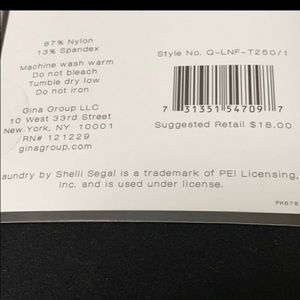 87% Nylon
13% Spandex
Machine wash warm
Do not bleach
Tumble dry low
Do not iron
Gina Group LLC
10 West 33rd Street
New York, NY 10001
RN# 121229
ginagroup.com
Style No. Q-LNF-T250/1
7 31351 54709 7
Suggested Retail $18.00
aundry by Shelli Segal is a trademark of PEI Licensing,
Inc. and is used under license.
PK678